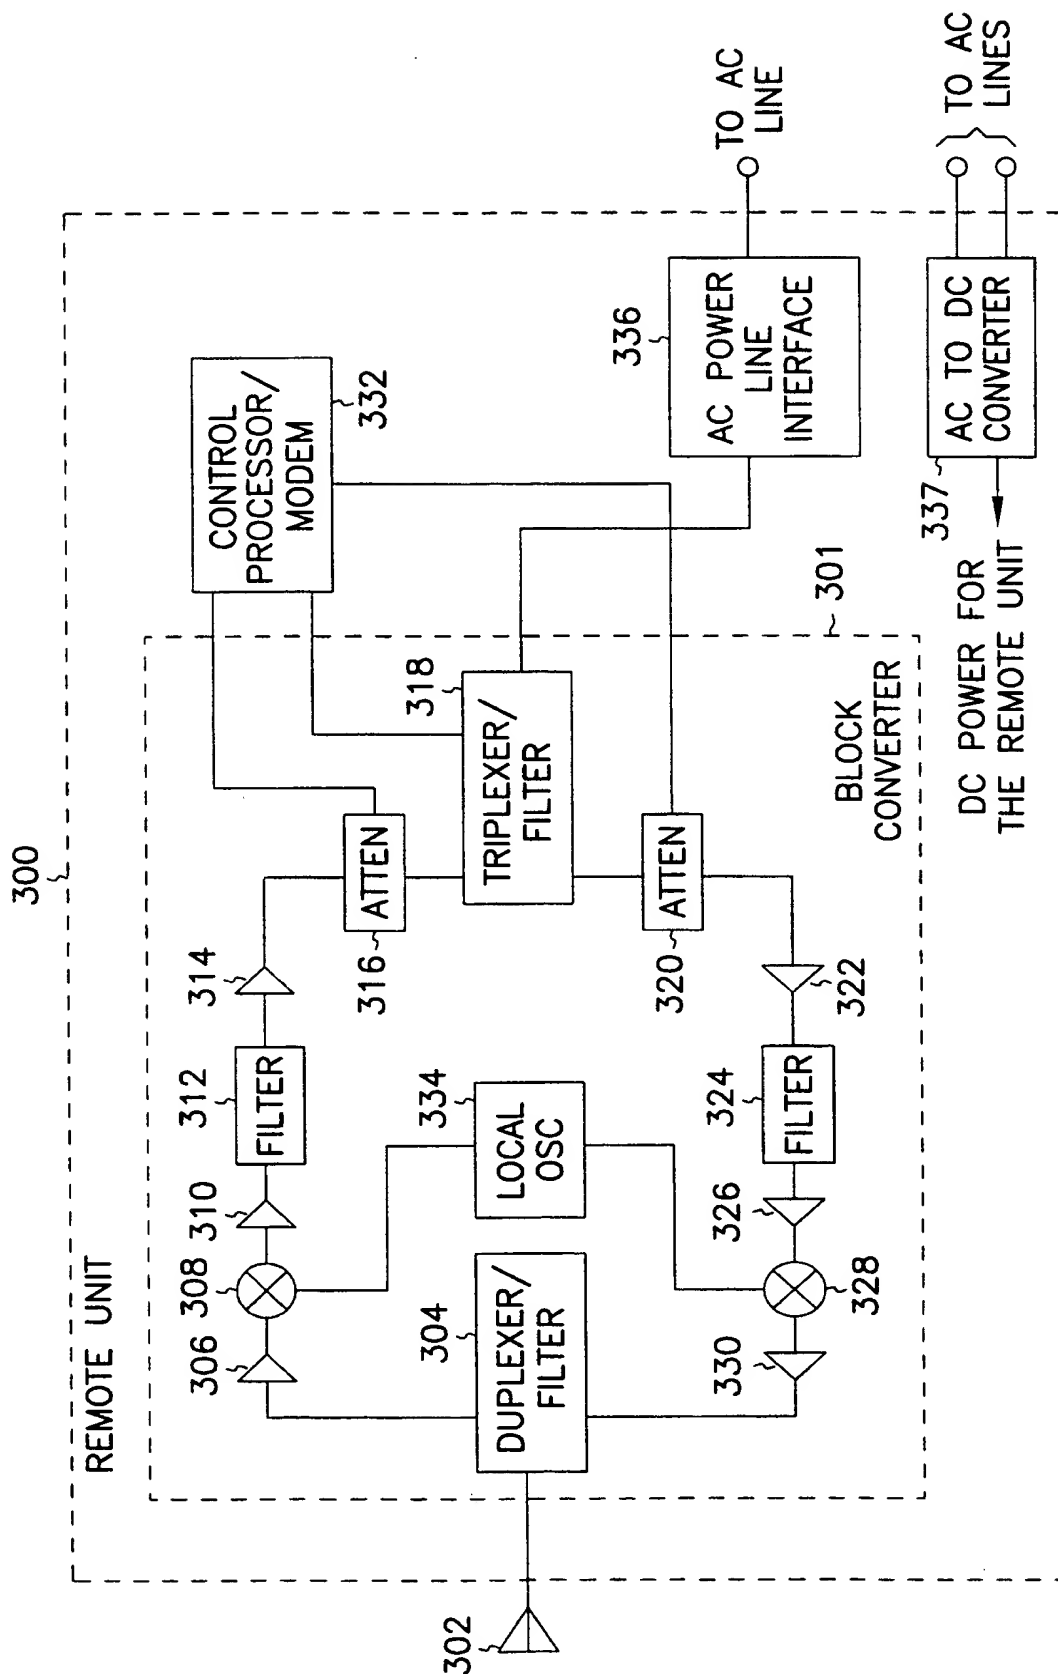 300
REMOTE UNIT
302
306
308
310
312
FILTER
314
ATTEN
316
CONTROL
PROCESSOR/
MODEM
332
304
DUPLEXER/
FILTER
334
LOCAL
OSC
TRIPLEXER/
FILTER
318
330
328
326
324
FILTER
322
320
ATTEN
BLOCK
CONVERTER
301
336
AC POWER
LINE
INTERFACE
TO AC
LINE
337
AC TO DC
CONVERTER
TO AC
LINES
DC POWER FOR
THE REMOTE UNIT